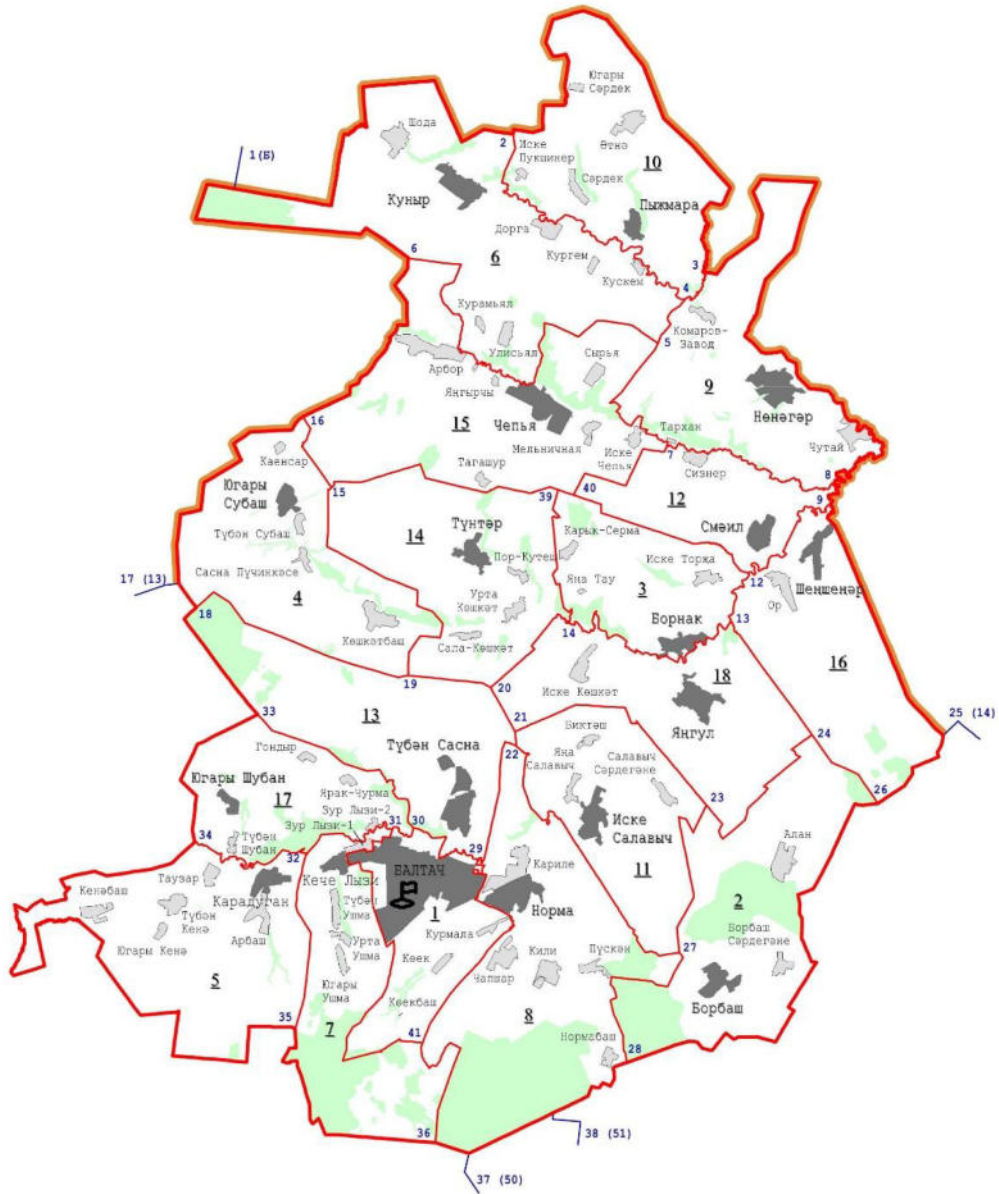 Югары
Сәрдек
Шода
2
Иске
Пукшинер
Әтнә
10
1(Б)
Сәрдек
Куныр
Пыжмара
Дорга
6
6
Кургем
Кускем
3
4
Курамьял
Улисьял
Комаров-
Завод
5
Арбор
Яңгырчы
Сырья
9
Нөнәгәр
15
Чепья
16
Мельничная
Иске
Чепья
Тархан
7
Чутай
Каенсар
Тагашур
Сизнер
8
Югары
Субаш
15
39
40
12
9
14
Түнтәр
Карык-Серма
Смәил
Түбән Субаш
Пор-Кутеш
Иске Торҗа
Сасна Пүчинкәсе
Яңа Тау
3
12
Шеңшеңәр
17 (13)
4
Урта
Көшкәт
Ор
18
Көшкәтбаш
Борнак
13
Сала-Көшкәт
14
18
16
19
20
Иске Көшкәт
Яңгул
33
13
21
Биктәш
24
25 (14)
Гондыр
Түбән Сасна
22
Яңа
Салавыч
Салавыч
Сәрдегәне
Югары Шубан
Ярак-Чурма
23
26
17
Зур Лызи-2
Зур Лызи-1
31
30
Иске
Салавыч
34
Түбән
Шубан
32
29
11
Алан
Таузар
БАЛТАЧ
Кариле
Кенәбаш
Карадуган
Кече Лызи
2
Түбән
Кенә
Түбән
Ушма
1
Норма
Борбаш
Сәрдегәне
Югары Кенә
Арбаш
Урта
Ушма
Курмала
27
5
Көек
Чапшар
Кили
Пүскән
Югары
Ушма
Көекбаш
Борбаш
35
7
41
8
Нормабаш
28
36
38 (51)
37 (50)